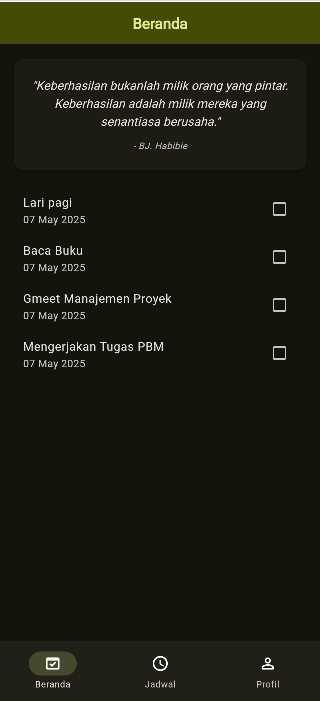 Beranda
"Keberhasilan bukanlah milik orang yang pintar.
Keberhasilan adalah milik mereka yang
senantiasa berusaha."
- BJ. Habibie
Lari pagi
07 May 2025
Baca Buku
07 May 2025
Gmeet Manajemen Proyek
07 May 2025
Mengerjakan Tugas PBM
07 May 2025
Beranda
Jadwal
Profil